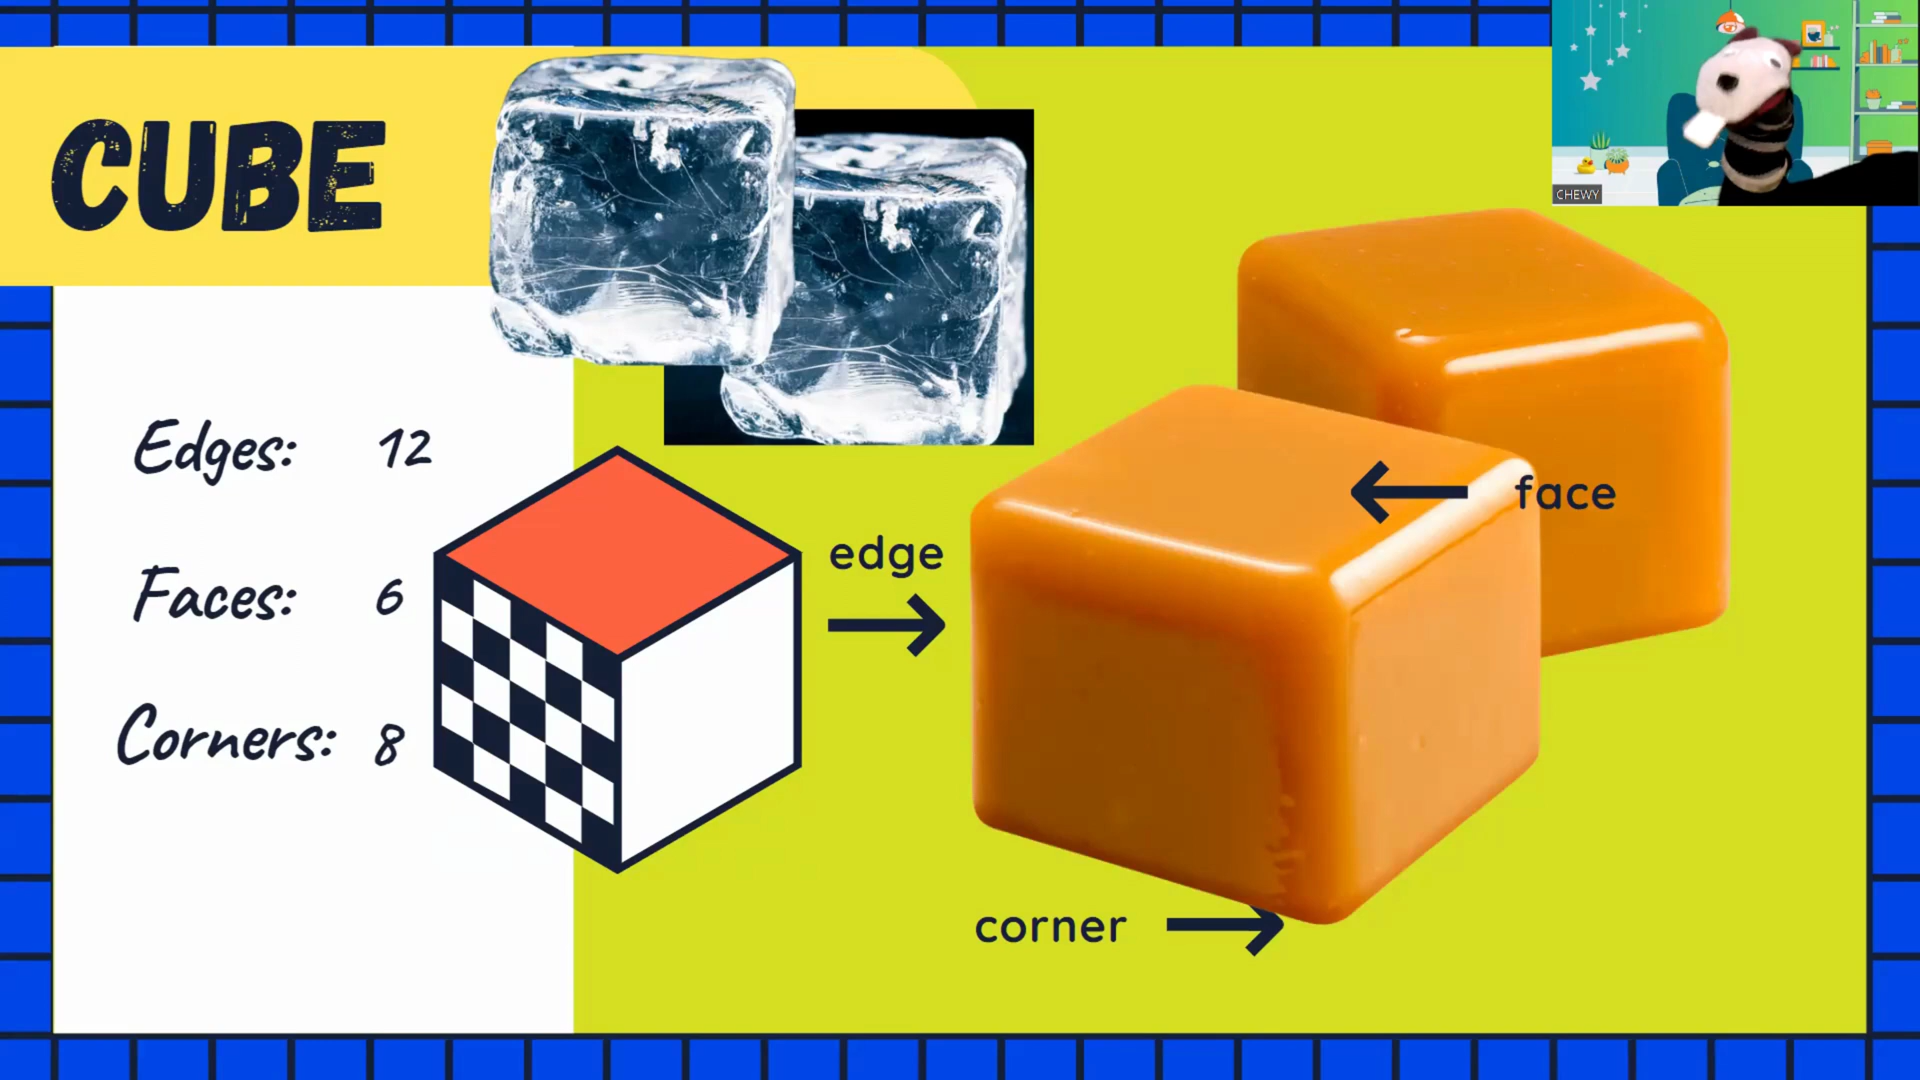 CUBE
CHEWY
Edges: 12
face
edge
Faces: 6
Corners: 8
corner